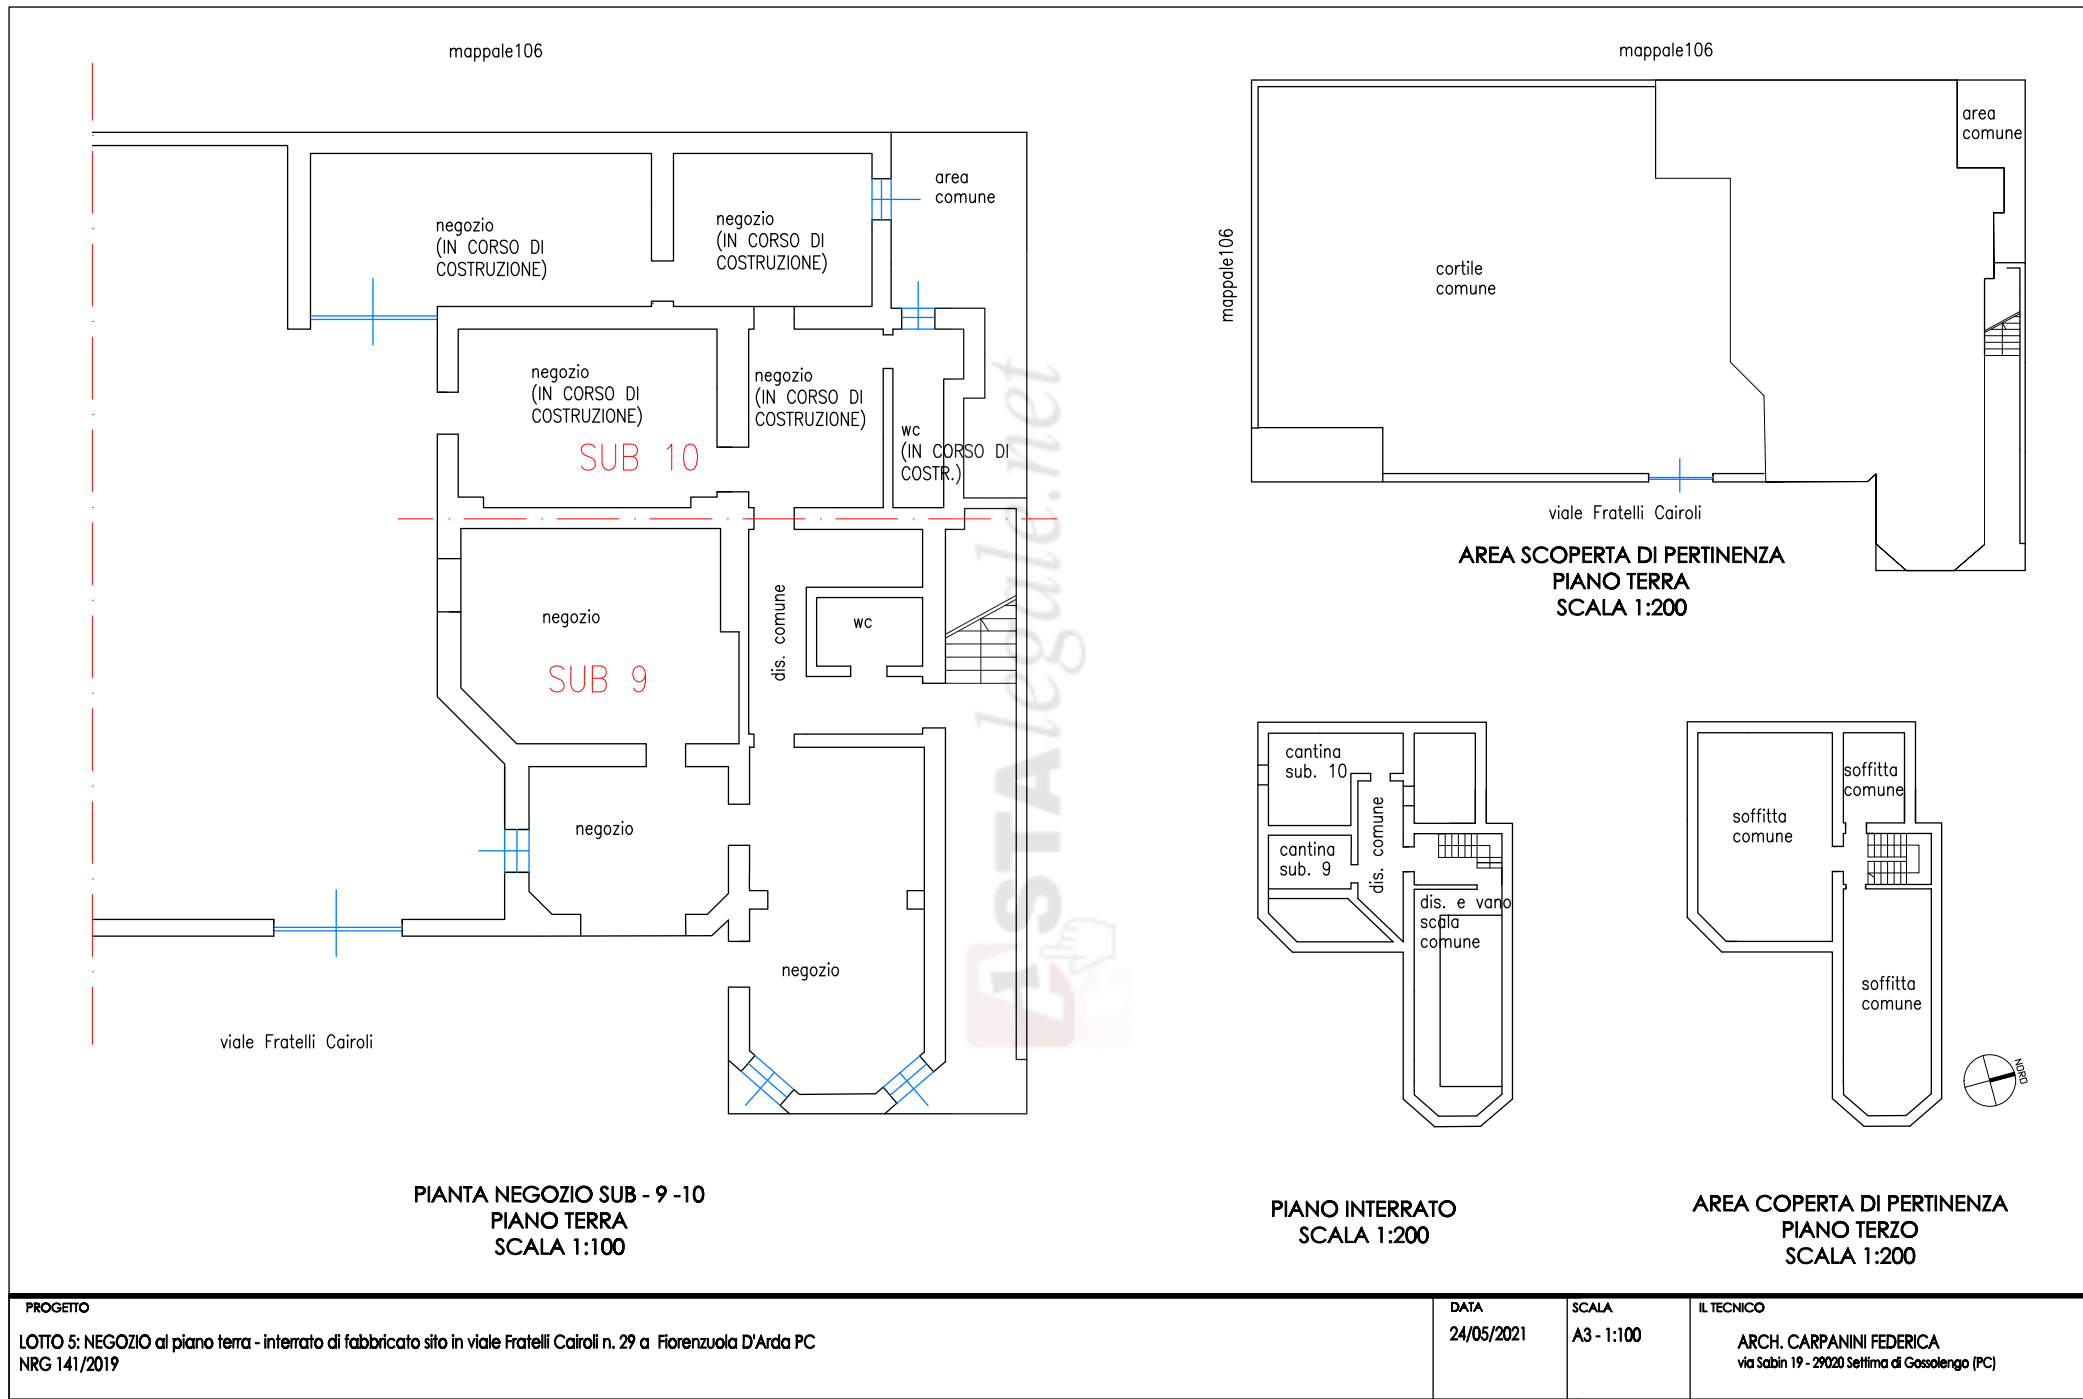 mappale106
area
comune
negozio
(IN CORSO DI
COSTRUZIONE)
negozio
(IN CORSO DI
COSTRUZIONE)
negozio
(IN CORSO DI
COSTRUZIONE)
negozio
(IN CORSO DI
COSTRUZIONE)
wc
(IN CORSO DI
COSTR.)
SUB 10
negozio
SUB 9
dis. comune
wc
negozio
negozio
viale Fratelli Cairoli
PIANTA NEGOZIO SUB - 9 -10
PIANO TERRA
SCALA 1:100
ASTAlegale.net
mappale106
area
comune
mappale106
cortile
comune
viale Fratelli Cairoli
AREA SCOPERTA DI PERTINENZA
PIANO TERRA
SCALA 1:200
cantina
sub. 10
cantina
sub. 9
dis. comune
dis. e vano
scala
comune
PIANO INTERRATO
SCALA 1:200
soffitta
comune
soffitta
comune
soffitta
comune
NORD
AREA COPERTA DI PERTINENZA
PIANO TERZO
SCALA 1:200
PROGETTO
LOTTO 5: NEGOZIO al piano terra - interrato di fabbricato sito in viale Fratelli Cairoli n. 29 a Fiorenzuola D'Arda PC
NRG 141/2019
DATA
24/05/2021
SCALA
A3 - 1:100
IL TECNICO
ARCH. CARPANINI FEDERICA
via Sabin 19 - 29020 Settima di Gossolengo (PC)